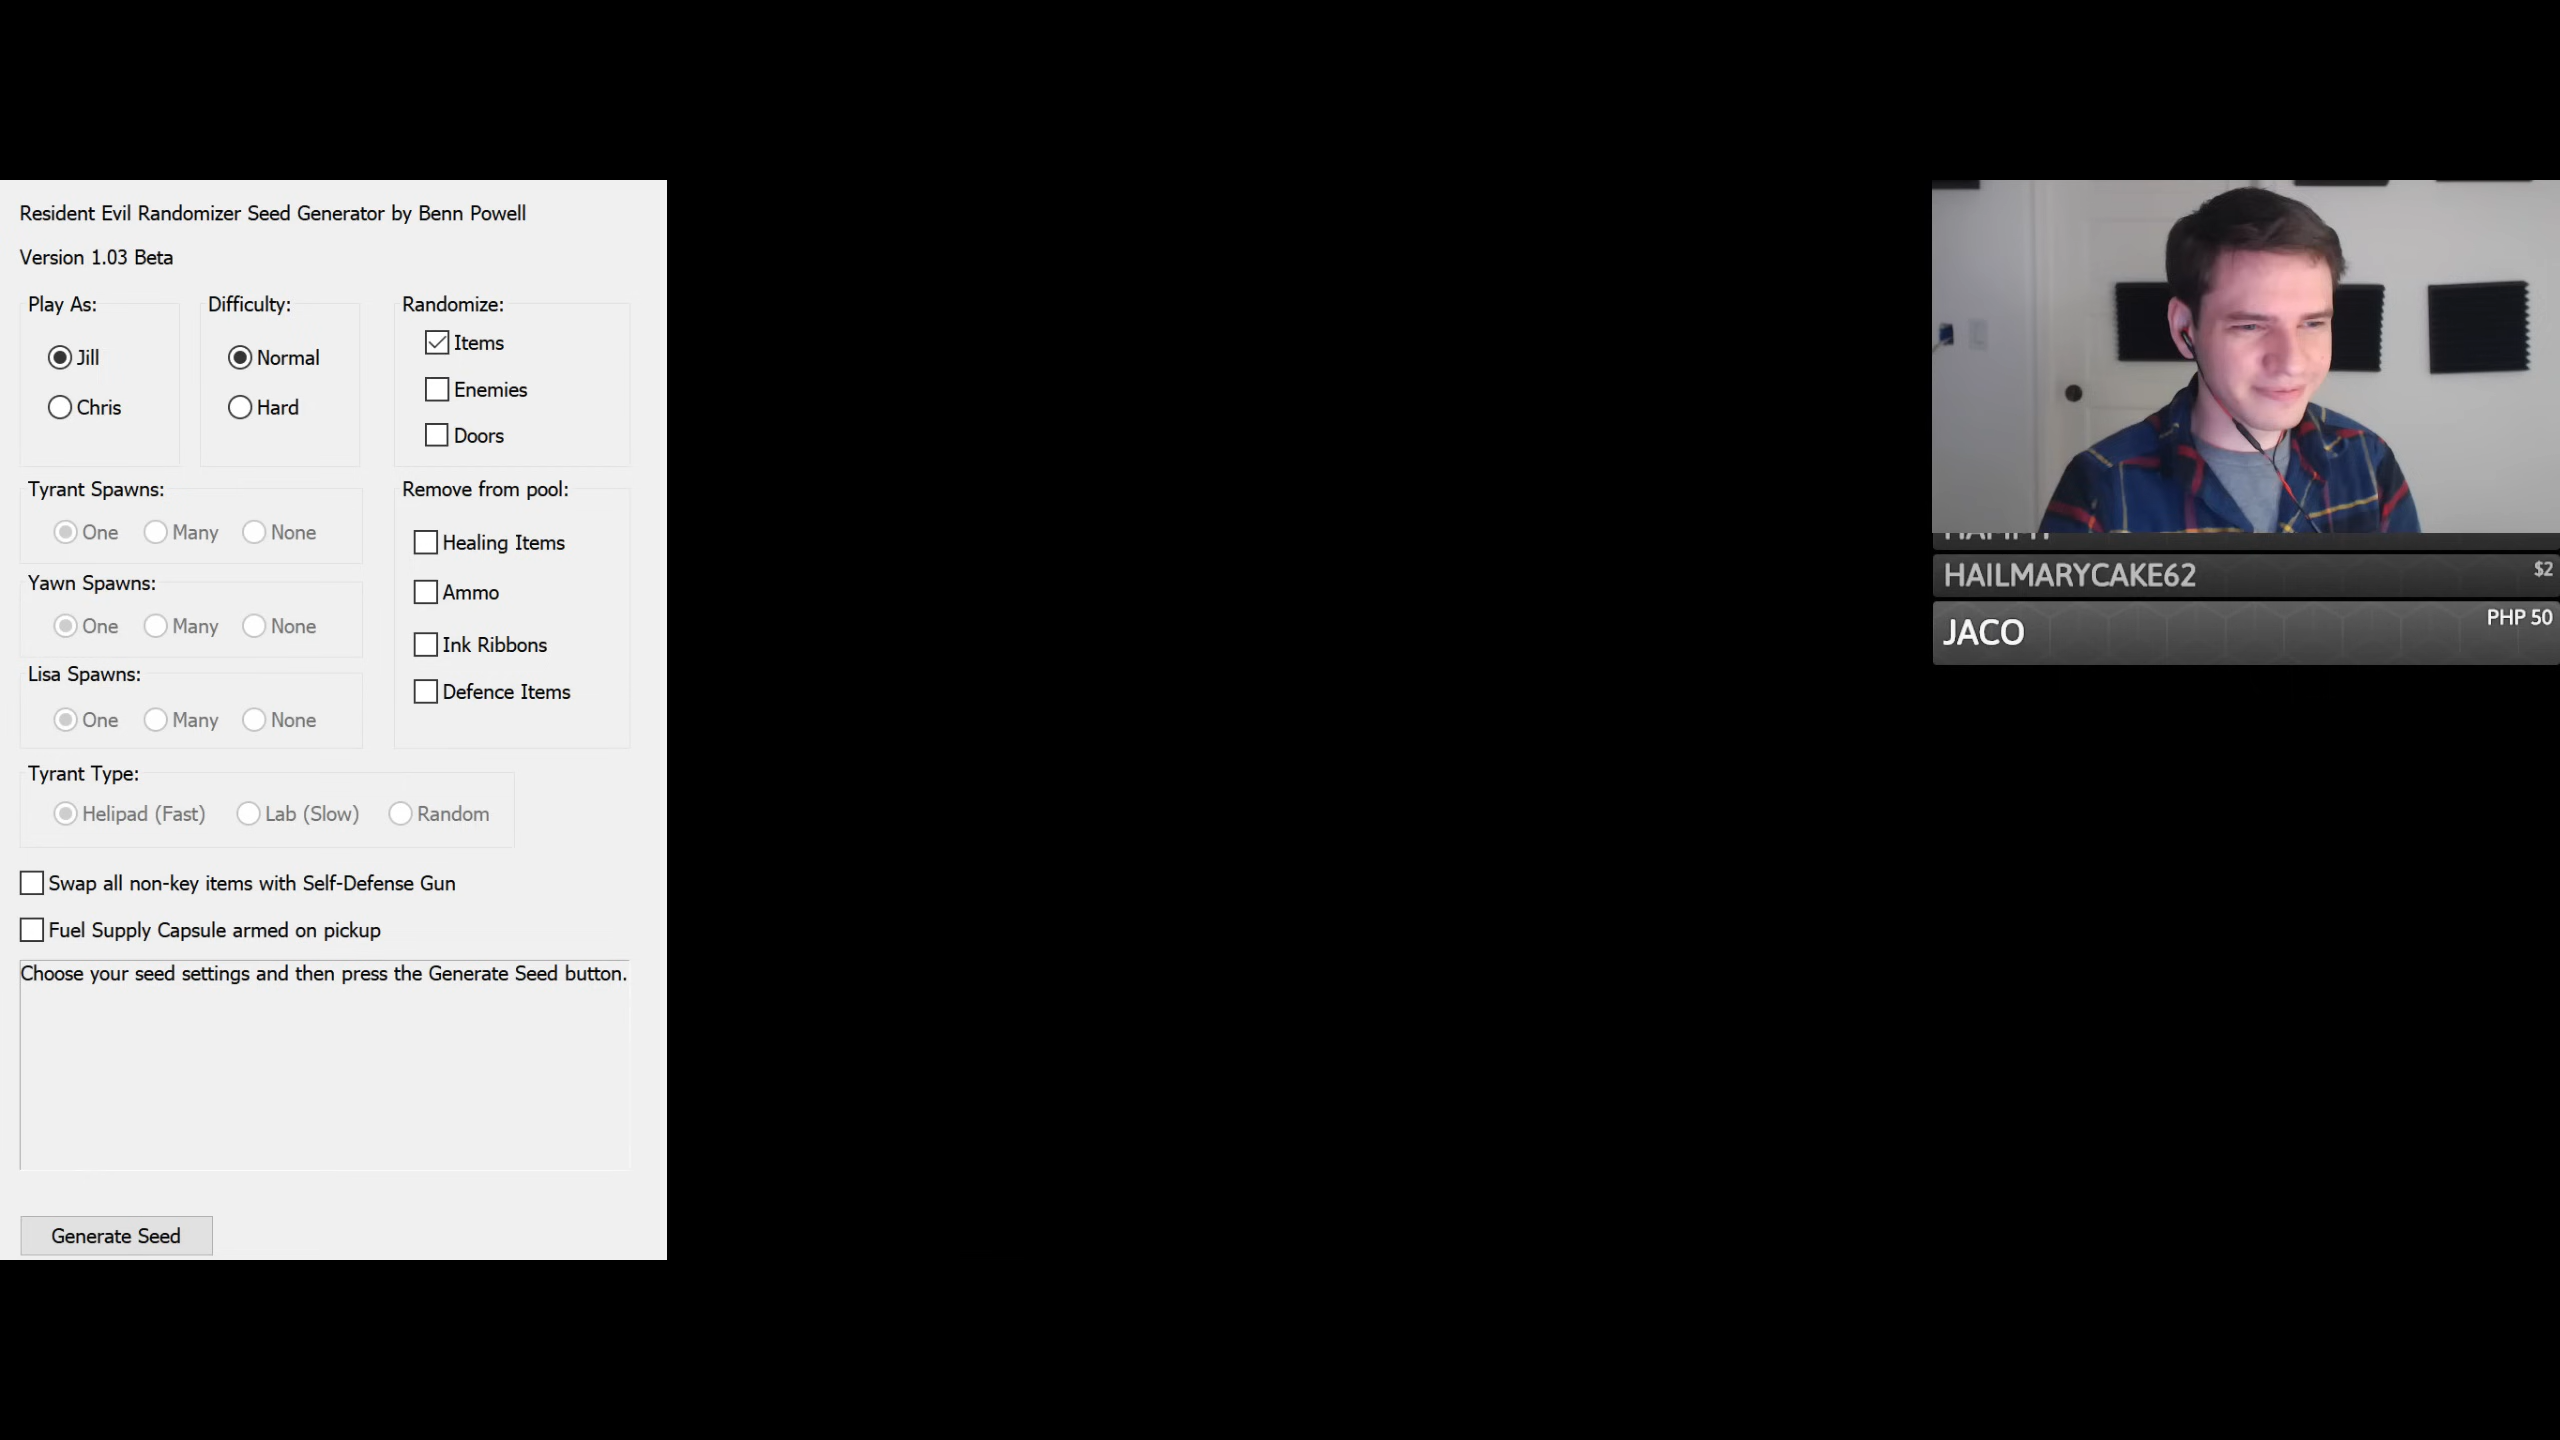 Resident Evil Randomizer Seed Generator by Benn Powell
Version 1.03 Beta
Play As:
Jill
Chris
Difficulty:
Normal
Hard
Randomize:
Items
Enemies
Doors
Tyrant Spawns:
One Many None
Yawn Spawns:
One Many None
Lisa Spawns:
One Many None
Remove from pool:
Healing Items
Ammo
Ink Ribbons
Defence Items
Tyrant Type:
Helipad (Fast) Lab (Slow) Random
Swap all non-key items with Self-Defense Gun
Fuel Supply Capsule armed on pickup
Choose your seed settings and then press the Generate Seed button.
Generate Seed
HAILMARYCAKE62 $2
JACO PHP 50